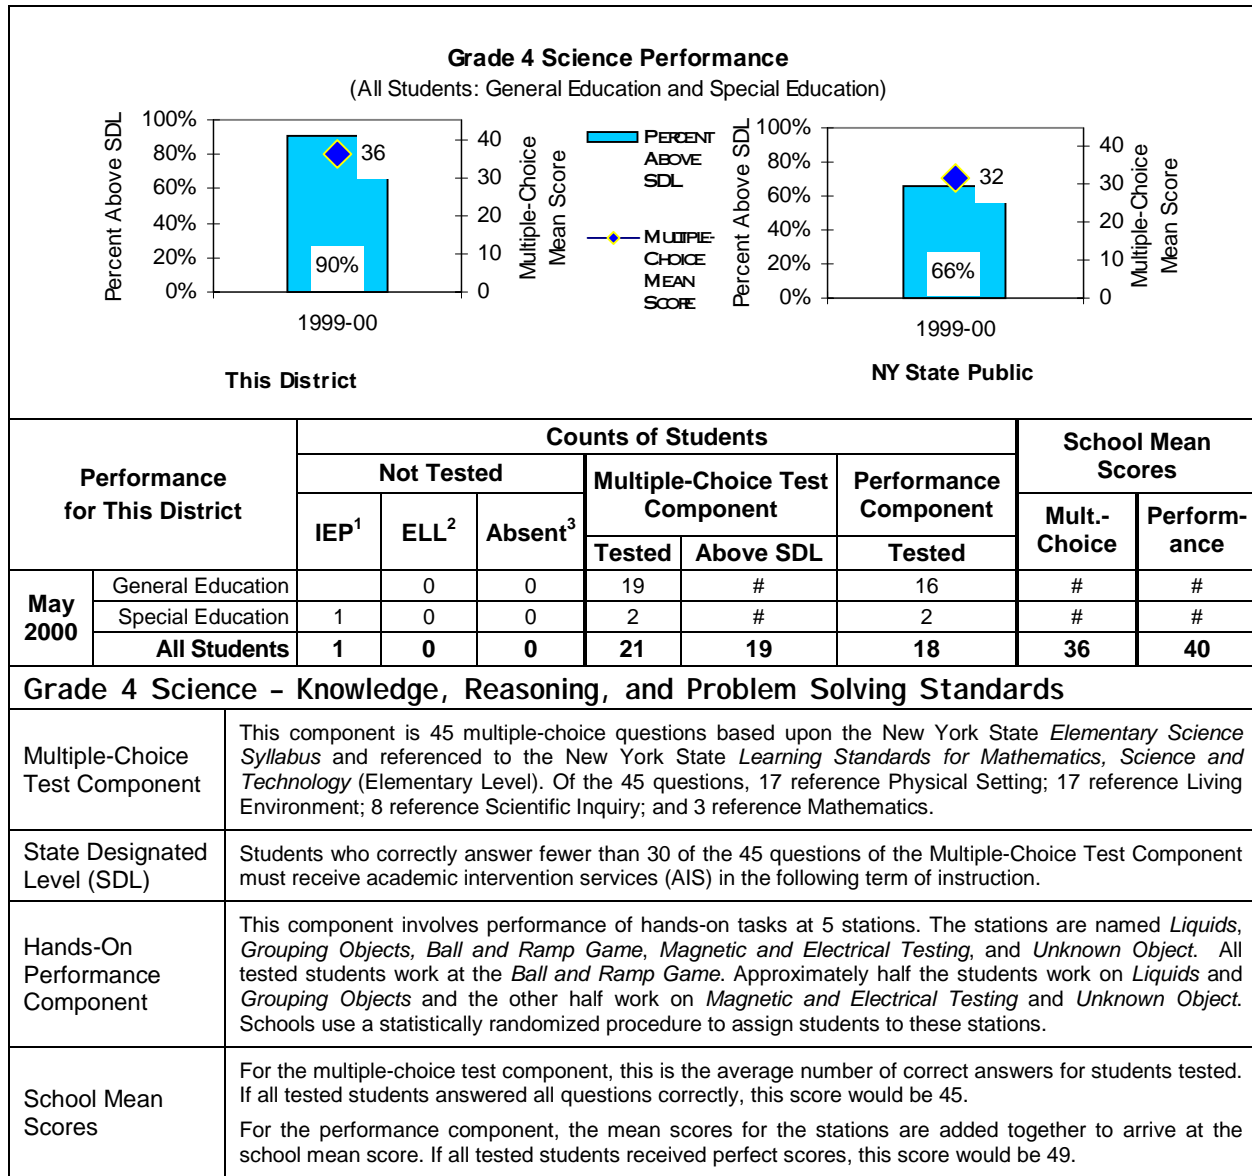 Grade 4 Science Performance
(All Students: General Education and Special Education)
Percent Above SDL
100%
80%
60%
40%
20%
0%
36
90%
40
30
20
10
0
Multiple-Choice
Mean Score
1999-00
This District
PERCENT
ABOVE
SDL
MULTIPLE-
CHOICE
MEAN
SCORE
Percent Above SDL
100%
80%
60%
40%
20%
0%
32
66%
40
30
20
10
0
Multiple-Choice
Mean Score
1999-00
NY State Public
Performance
for This District
Counts of Students
School Mean
Scores
Not Tested
Multiple-Choice Test
Component
Performance
Component
IEP1
ELL2
Absent3
Tested
Above SDL
Tested
Mult.-
Choice
Perform-
ance
May
2000
General Education 0 0 19 # 16 # #
Special Education 1 0 0 2 # 2 # #
All Students 1 0 0 21 19 18 36 40
Grade 4 Science – Knowledge, Reasoning, and Problem Solving Standards
Multiple-Choice
Test Component
This component is 45 multiple-choice questions based upon the New York State Elementary Science
Syllabus and referenced to the New York State Learning Standards for Mathematics, Science and
Technology (Elementary Level). Of the 45 questions, 17 reference Physical Setting; 17 reference Living
Environment; 8 reference Scientific Inquiry; and 3 reference Mathematics.
State Designated
Level (SDL)
Students who correctly answer fewer than 30 of the 45 questions of the Multiple-Choice Test Component
must receive academic intervention services (AIS) in the following term of instruction.
Hands-On
Performance
Component
This component involves performance of hands-on tasks at 5 stations. The stations are named Liquids,
Grouping Objects, Ball and Ramp Game, Magnetic and Electrical Testing, and Unknown Object. All
tested students work at the Ball and Ramp Game. Approximately half the students work on Liquids and
Grouping Objects and the other half work on Magnetic and Electrical Testing and Unknown Object.
Schools use a statistically randomized procedure to assign students to these stations.
School Mean
Scores
For the multiple-choice test component, this is the average number of correct answers for students tested.
If all tested students answered all questions correctly, this score would be 45.
For the performance component, the mean scores for the stations are added together to arrive at the
school mean score. If all tested students received perfect scores, this score would be 49.